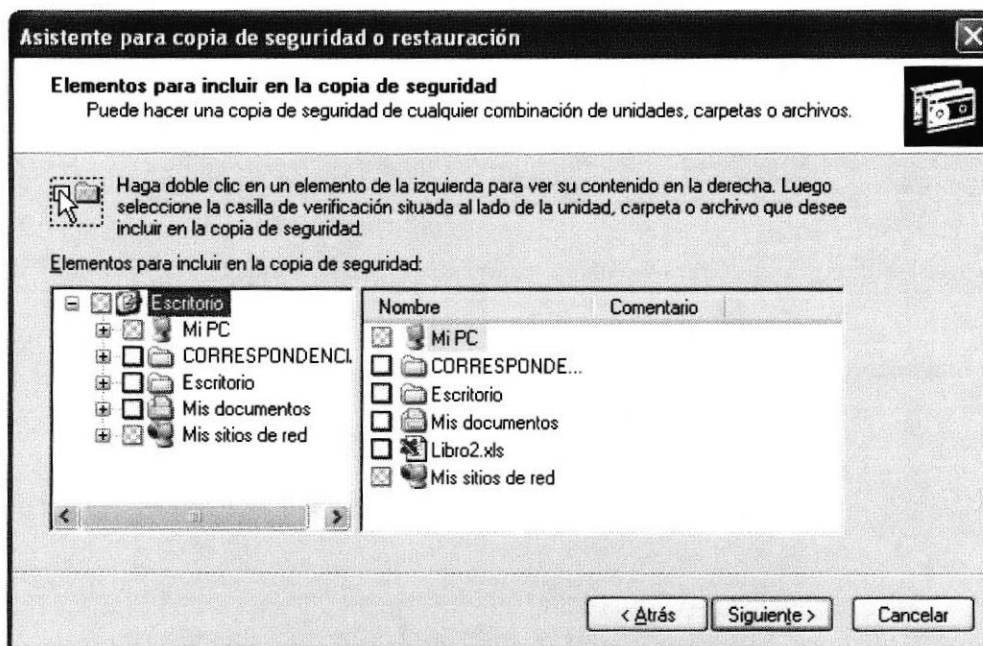 Asistente para copia de seguridad o restauración
Elementos para incluir en la copia de seguridad
Puede hacer una copia de seguridad de cualquier combinación de unidades, carpetas o archivos.
Haga doble clic en un elemento de la izquierda para ver su contenido en la derecha. Luego
seleccione la casilla de verificación situada al lado de la unidad, carpeta o archivo que desee
incluir en la copia de seguridad.
Elementos para incluir en la copia de seguridad:
Escritorio
Mi PC
CORRESPONDENCI
Escritorio
Mis documentos
Mis sitios de red
Nombre Comentario
Mi PC
CORRESPONDE...
Escritorio
Mis documentos
Libro2.xls
Mis sitios de red
< Atrás Siguiente > Cancelar